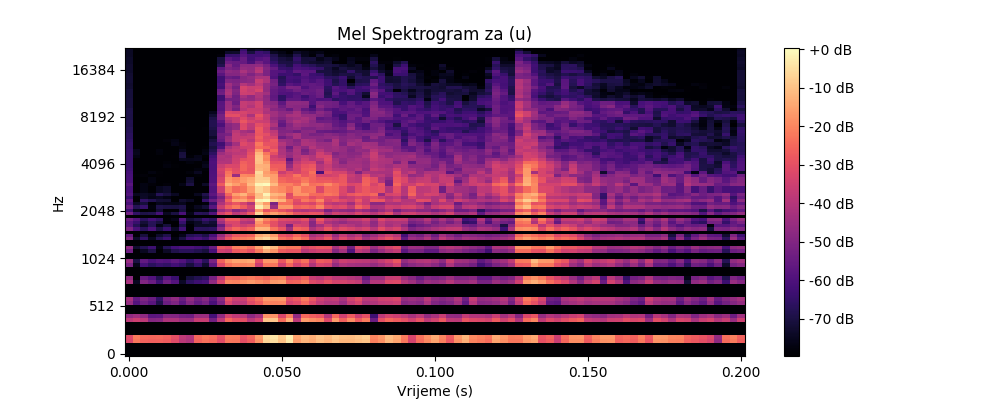 Mel Spektrogram za (u)
Hz
16384
8192
4096
2048
1024
512
0
0.000
0.050
0.100
0.150
0.200
Vrijeme (s)
+0 dB
-10 dB
-20 dB
-30 dB
-40 dB
-50 dB
-60 dB
-70 dB